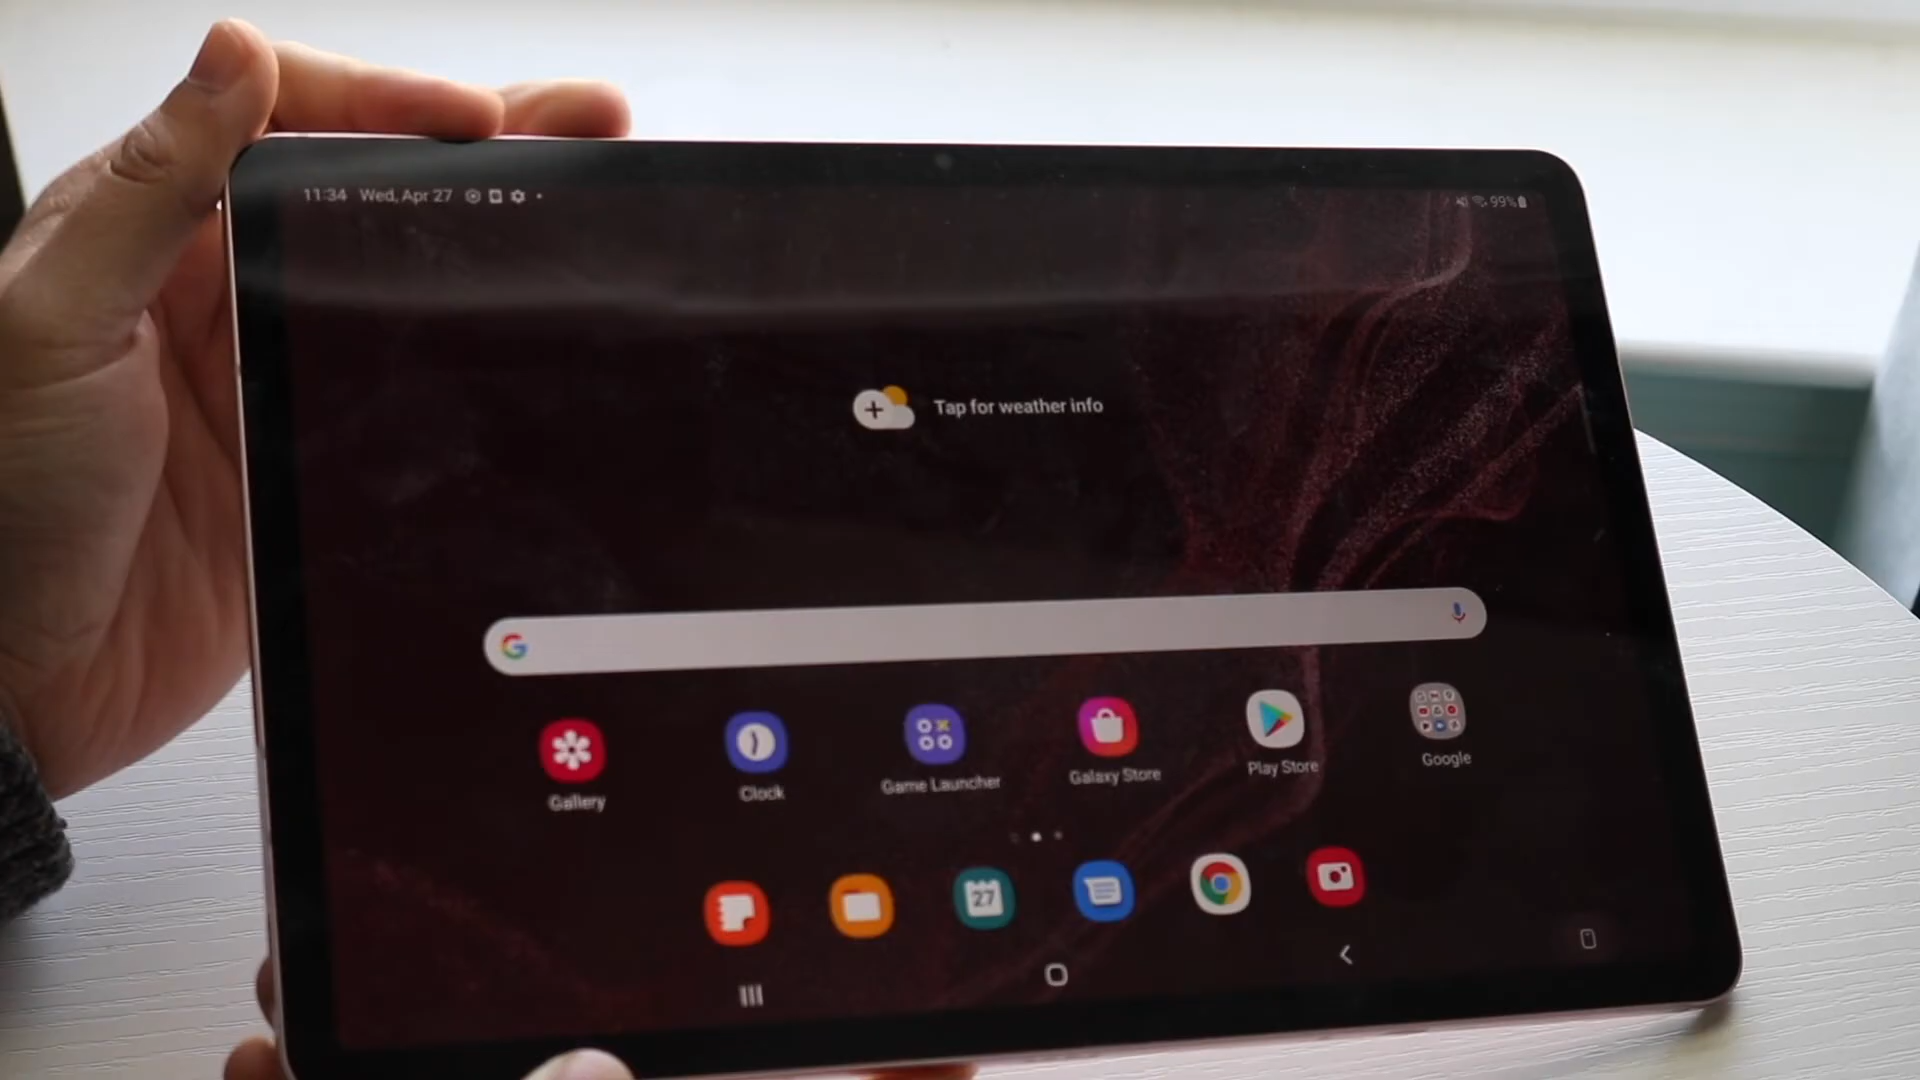 11:34 Wed, Apr 27
99%
Tap for weather info
Gallery
Clock
Game Launcher
Galaxy Store
Play Store
Google
27